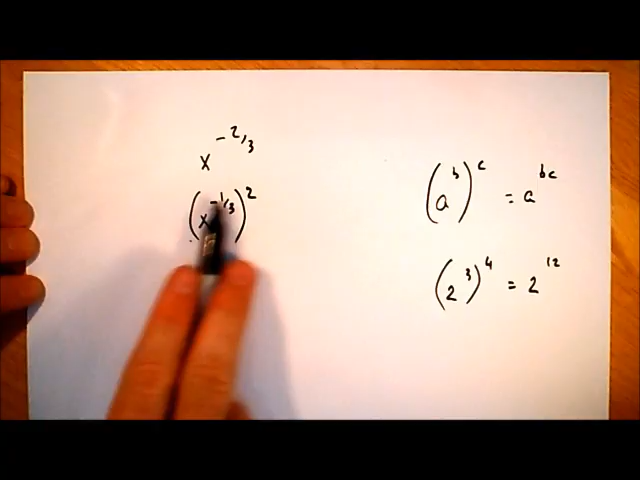 x^-2/3
(x^-1/3)^2
(a^b)^c = a^bc
(2^3)^4 = 2^12